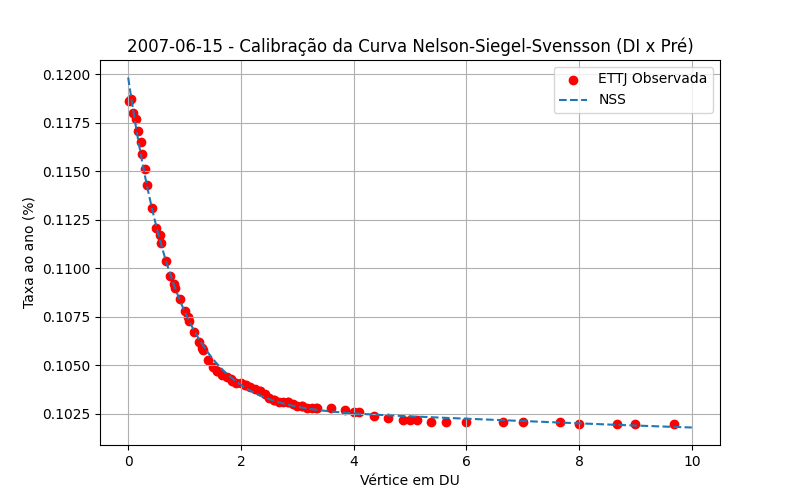 2007-06-15 - Calibração da Curva Nelson-Siegel-Svensson (DI x Pré)
ETTJ Observada
NSS
Taxa ao ano (%)
0.1200
0.1175
0.1150
0.1125
0.1100
0.1075
0.1050
0.1025
0 2 4 6 8 10
Vértice em DU